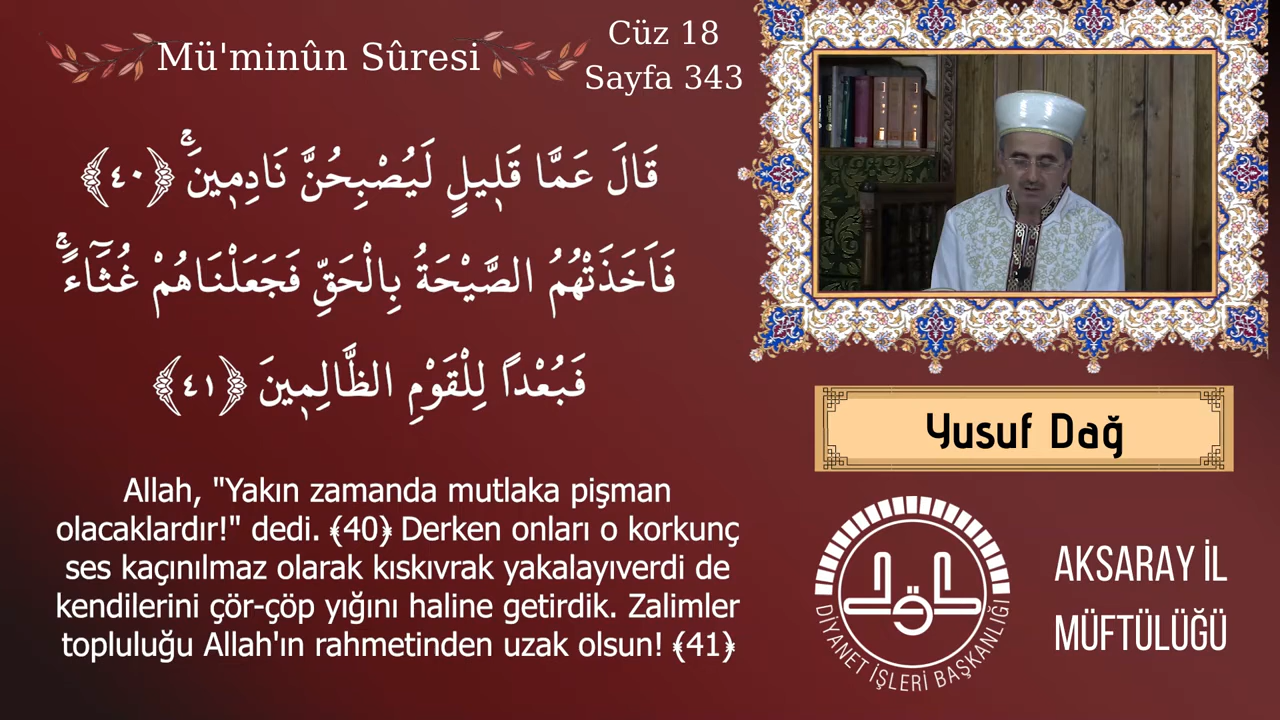 Mü'minûn Sûresi
Cüz 18
Sayfa 343
قَالَ عَمَّا قَلٖيلٍ لَيُصْبِحُنَّ نَادِمٖينَۚ ﴿٤٠﴾
فَاَخَذَتْهُمُ الصَّيْحَةُ بِالْحَقِّ فَجَعَلْنَاهُمْ غُثَٓاءًۚ
فَبُعْداً لِلْقَوْمِ الظَّالِمٖينَ ﴿٤١﴾
Allah, "Yakın zamanda mutlaka pişman
olacaklardır!" dedi. ﴾40﴿ Derken onları o korkunç
ses kaçınılmaz olarak kıskıvrak yakalayıverdi de
kendilerini çör-çöp yığını haline getirdik. Zalimler
topluluğu Allah'ın rahmetinden uzak olsun! ﴾41﴿
Yusuf Dağ
DİYANET İŞLERİ BAŞKANLIĞI
AKSARAY İL
MÜFTÜLÜĞÜ